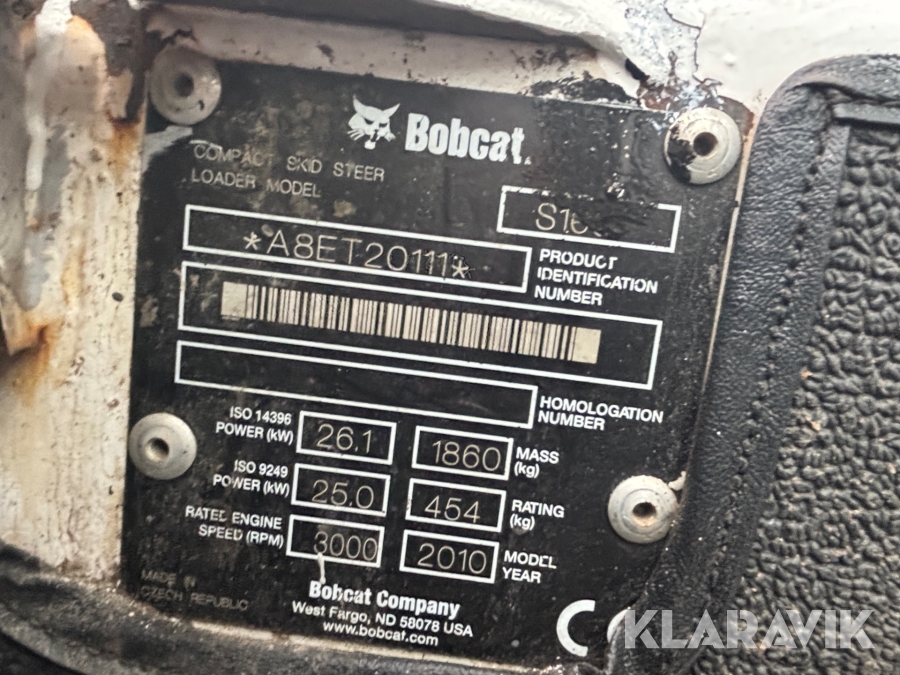 Bobcat.
COMPACT SKID STEER
LOADER MODEL
*A8ET20111*
PRODUCT
IDENTIFICATION
NUMBER
HOMOLOGATION
NUMBER
ISO 14396
POWER (kW)
26.1
1860
MASS
(kg)
ISO 9249
POWER (kW)
25.0
454
RATING
(kg)
RATED ENGINE
SPEED (RPM)
3000
2010
MODEL
YEAR
MADE IN
CZECH REPUBLIC
Bobcat Company
West Fargo, ND 58078 USA
www.bobcat.com
CE
KLARAVIK